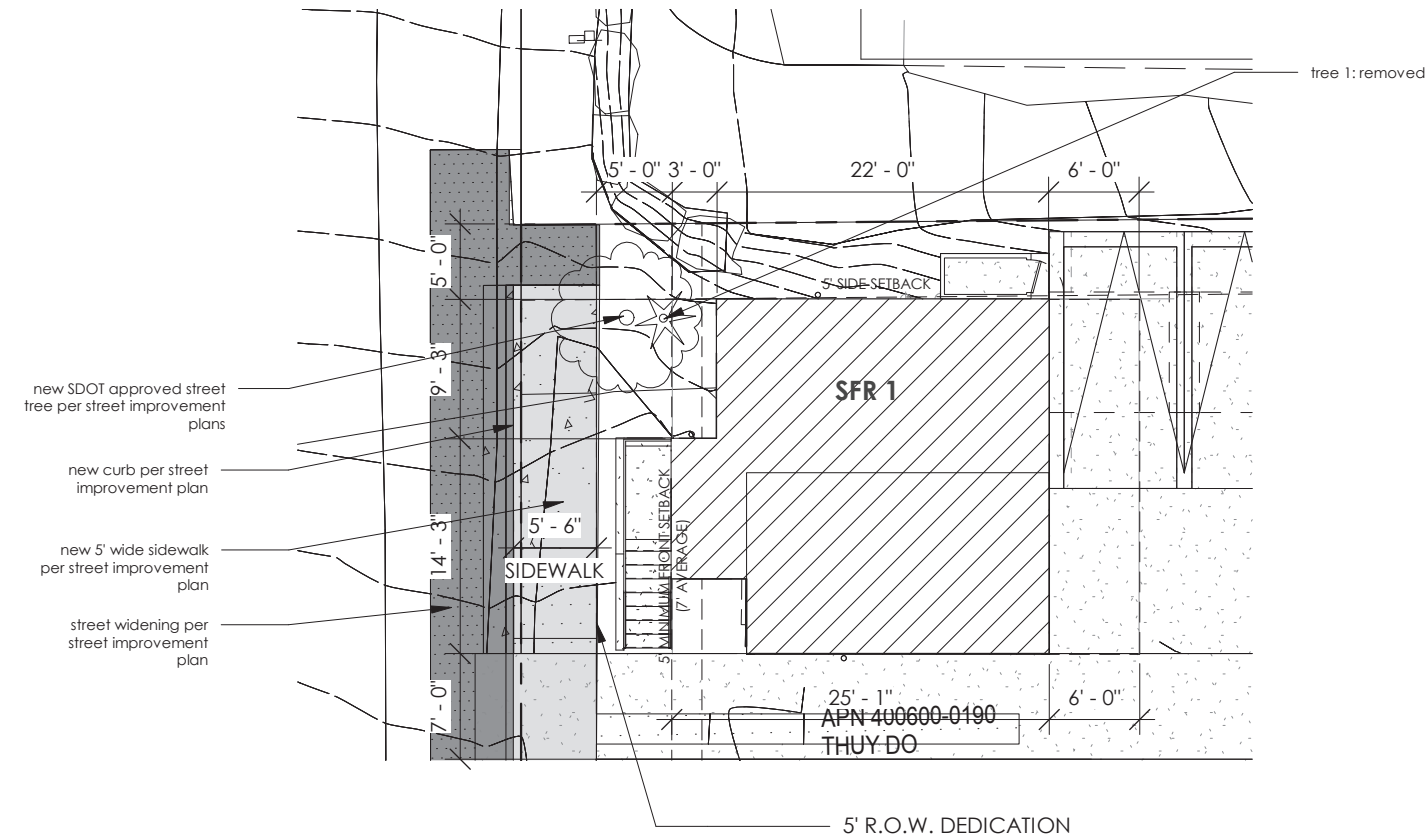 tree 1: removed
5' - 0" 3' - 0" 22' - 0" 6' - 0"
5' - 0"
5' SIDE SETBACK
9' - 3"
new SDOT approved street
tree per street improvement
plans
SFR 1
new curb per street
improvement plan
5' MINIMUM FRONT SETBACK
(7' AVERAGE)
5' - 6"
14' - 3"
new 5' wide sidewalk
per street improvement
plan
SIDEWALK
street widening per
street improvement
plan
7' - 0"
25' - 1" 6' - 0"
APN 400600-0190
THUY DO
5' R.O.W. DEDICATION